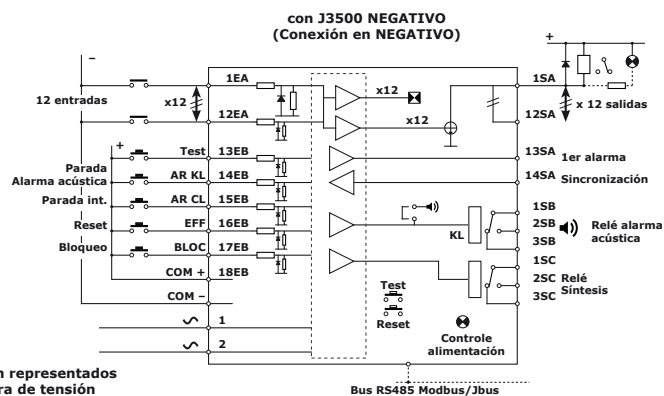 con J3500 NEGATIVO
(Conexión en NEGATIVO)
–
+
1EA
1SA
12 entradas
x12
x12
x 12 salidas
12EA
x12
12SA
+
Test
13EB
13SA
1er alarma
Parada
Alarma acústica
AR KL
14EB
14SA
Sincronización
Parada int.
AR CL
15EB
1SB
Reset
EFF
16EB
2SB
Relé alarma
acústica
KL
3SB
Bloqueo
BLOC
17EB
1SC
COM +
18EB
2SC
Relé
Síntesis
Test
3SC
COM –
Reset
1
Controle
alimentación
2
n representados
ra de tensión
Bus RS485 Modbus/Jbus